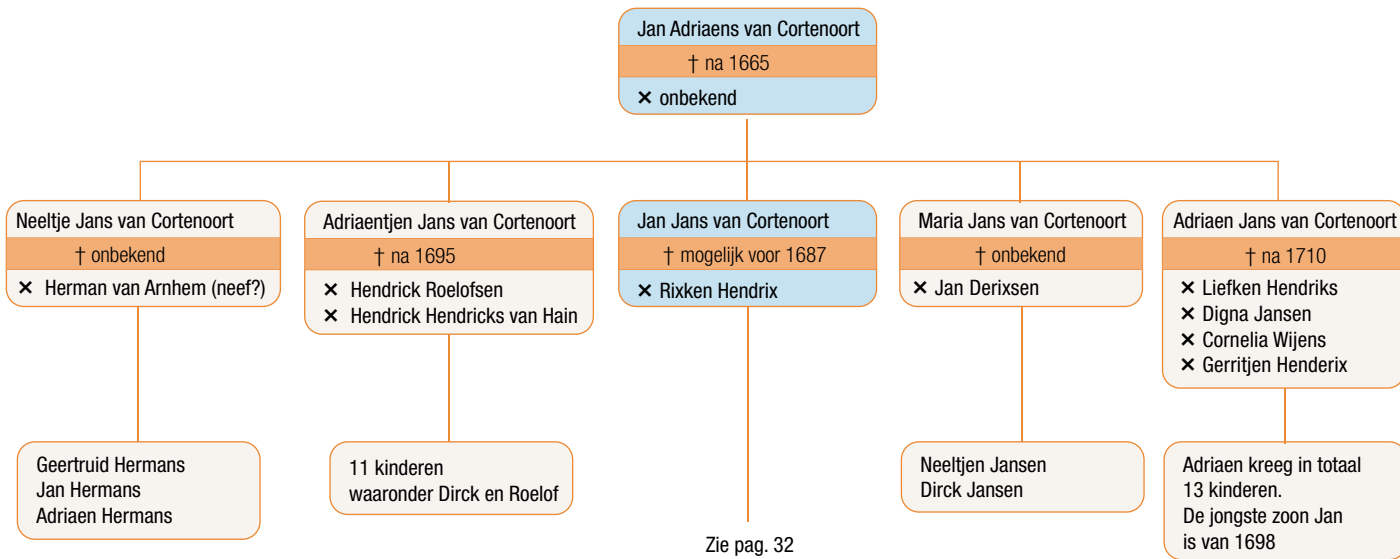 Jan Adriaens van Cortenoort
† na 1665
× onbekend
Neeltje Jans van Cortenoort
† onbekend
× Herman van Arnhem (neef?)
Geertruid Hermans
Jan Hermans
Adriaen Hermans
Adriaentjen Jans van Cortenoort
† na 1695
× Hendrick Roelofsen
× Hendrick Hendricks van Hain
11 kinderen
waaronder Dirck en Roelof
Jan Jans van Cortenoort
† mogelijk voor 1687
× Rixken Hendrix
Zie pag. 32
Maria Jans van Cortenoort
† onbekend
× Jan Derixsen
Neeltjen Jansen
Dirck Jansen
Adriaen Jans van Cortenoort
† na 1710
× Liefken Hendriks
× Digna Jansen
× Cornelia Wijens
× Gerritjen Henderix
Adriaen kreeg in totaal
13 kinderen.
De jongste zoon Jan
is van 1698